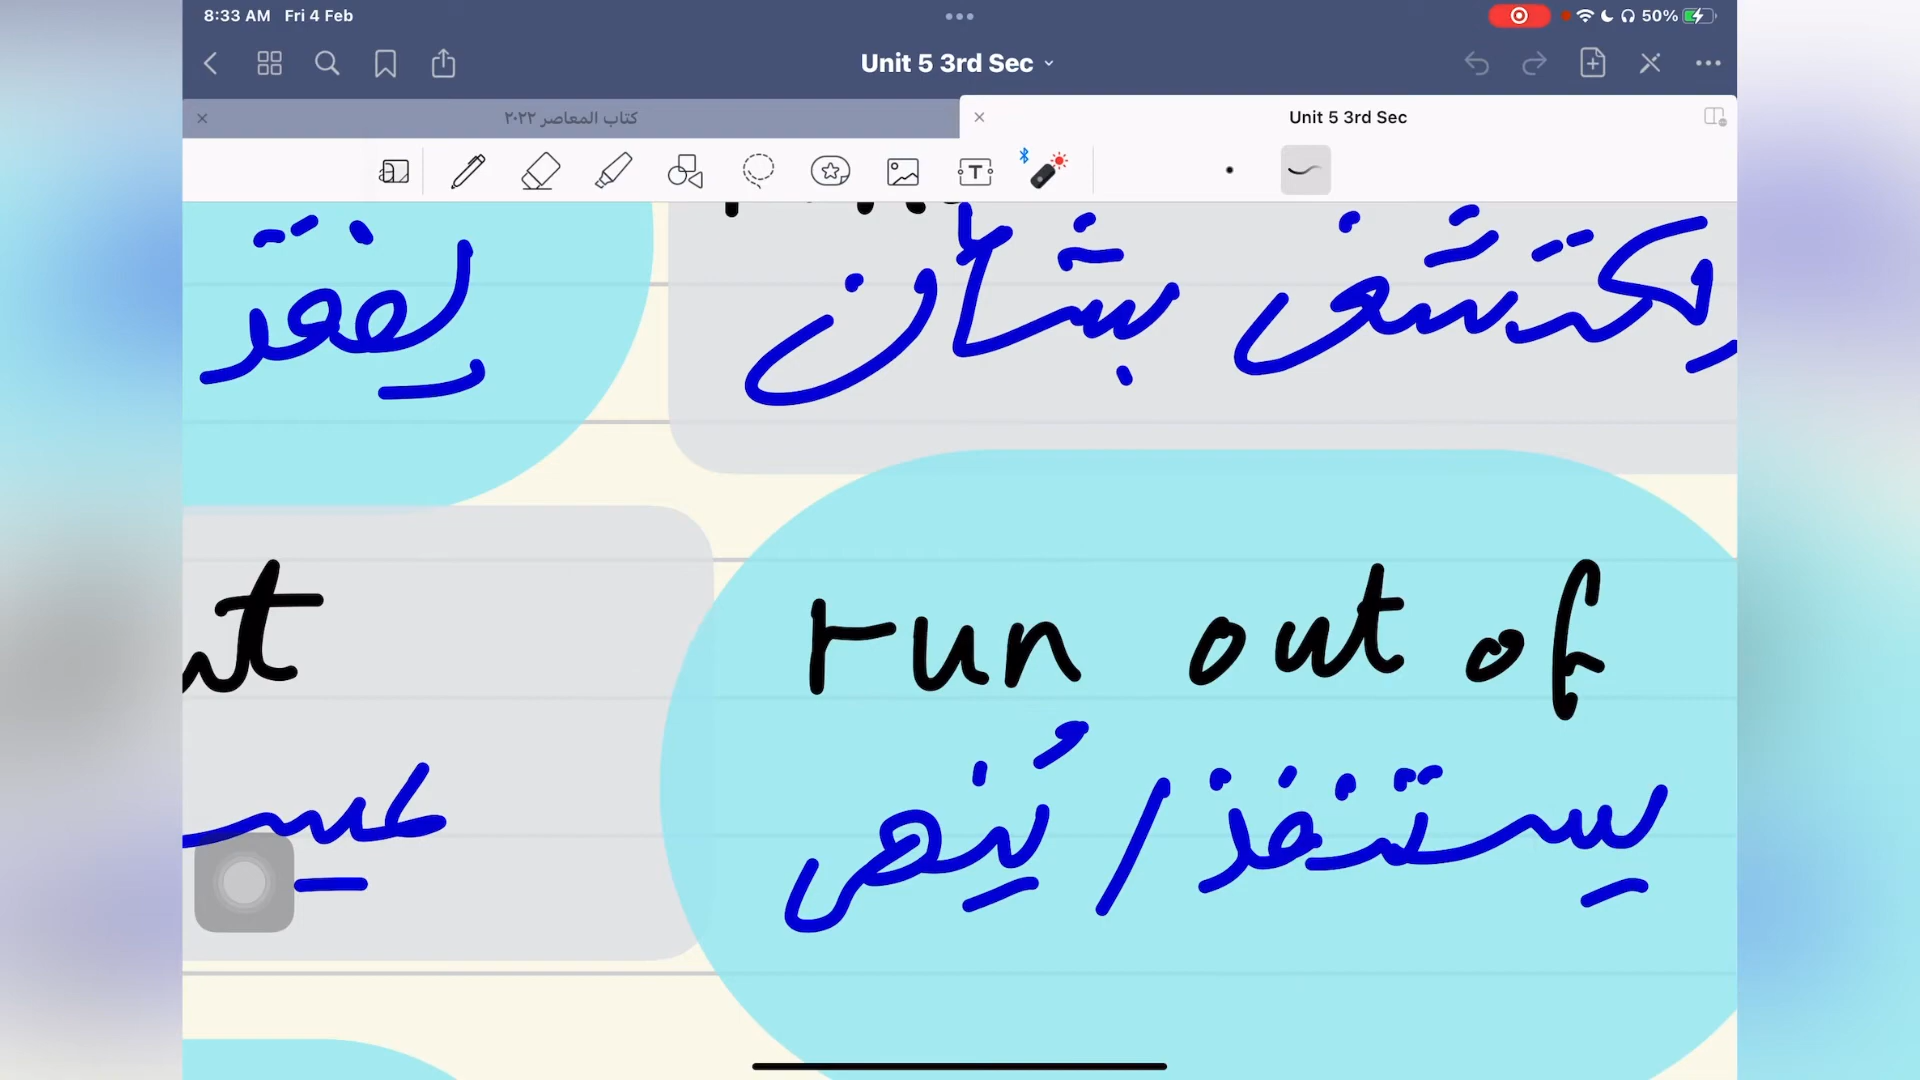 8:33 AM Fri 4 Feb
50%
Unit 5 3rd Sec
كتاب المعاصر ٢٠٢٢
Unit 5 3rd Sec
T
يفقد
يكتشف بشأن
run out of
يستنفذ / يُنهى